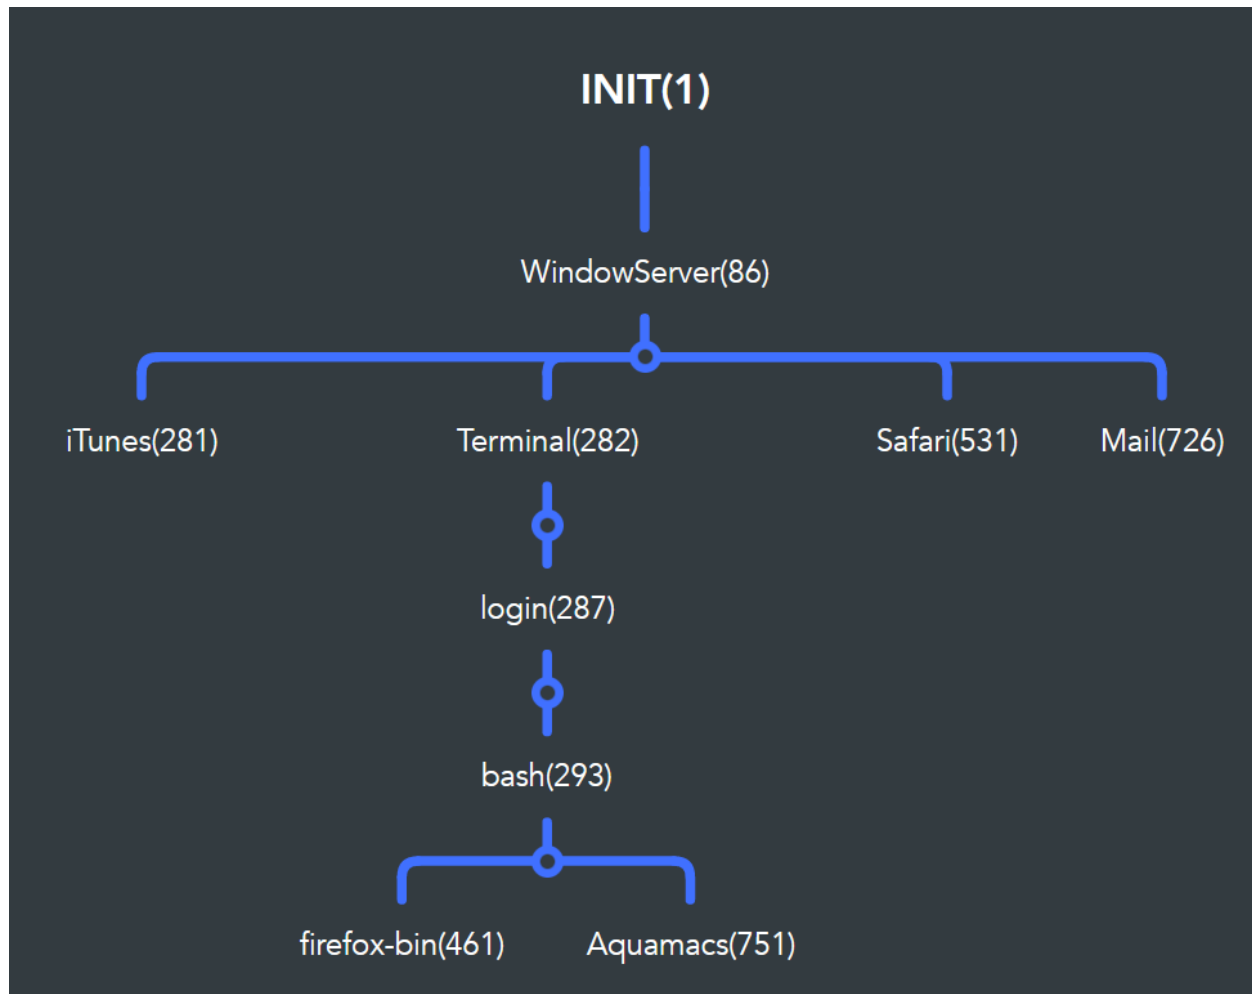 INIT(1)
WindowServer(86)
iTunes(281) Terminal(282) Safari(531) Mail(726)
login(287)
bash(293)
firefox-bin(461) Aquamacs(751)